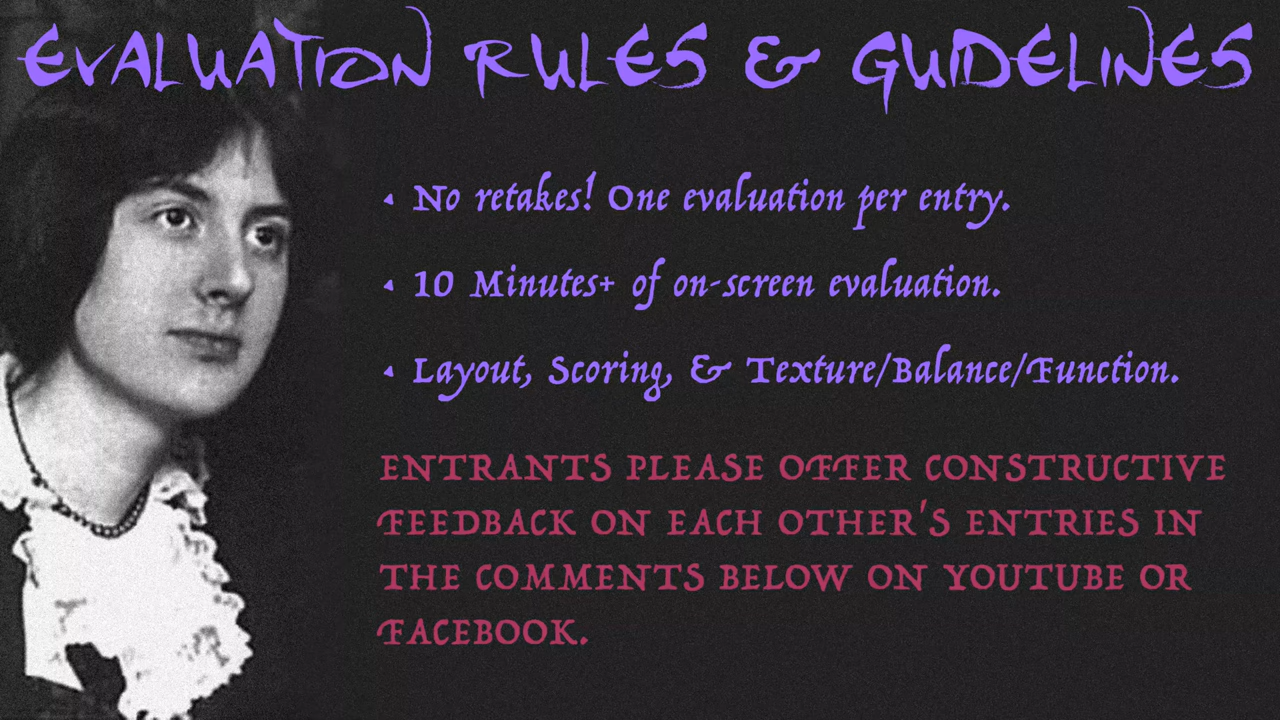 EVALUATION RULES & GUIDELINES
• No retakes! One evaluation per entry.
• 10 Minutes+ of on-screen evaluation.
• Layout, Scoring, & Texture/Balance/Function.
ENTRANTS PLEASE OFFER CONSTRUCTIVE
FEEDBACK ON EACH OTHER'S ENTRIES IN
THE COMMENTS BELOW ON YOUTUBE OR
FACEBOOK.